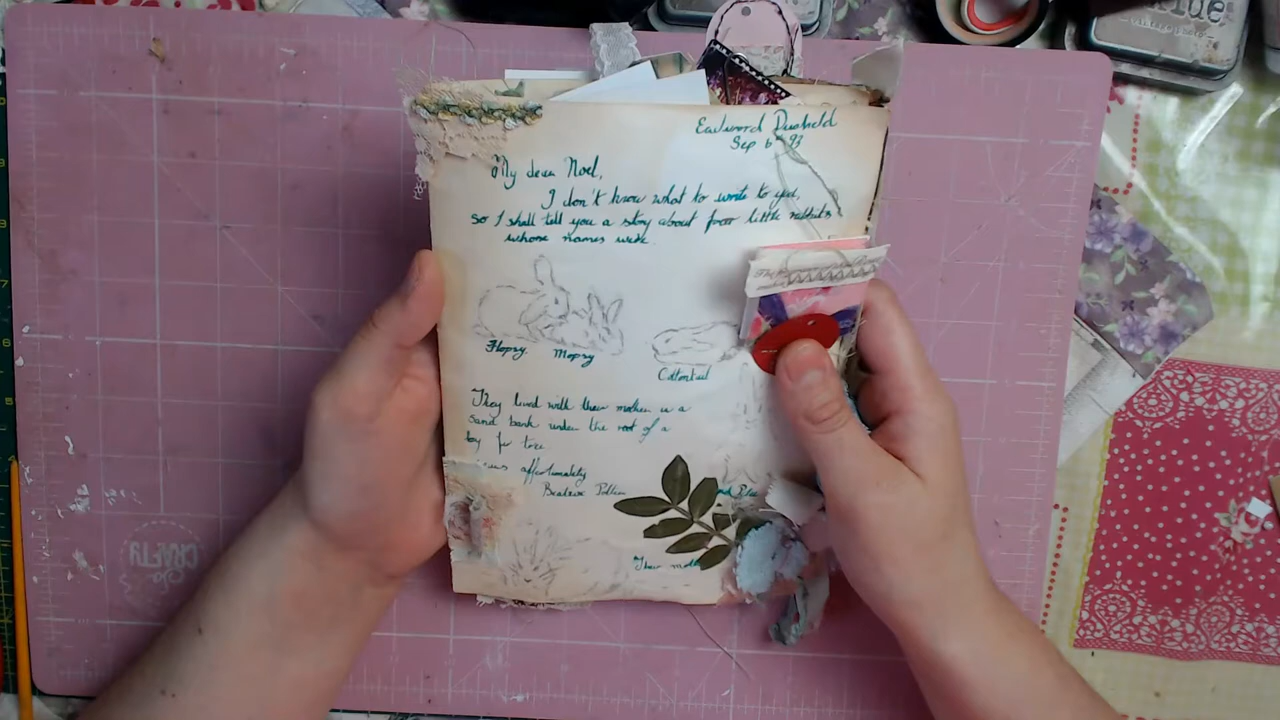 Eastwood Dunkeld
Sep 6 93
My dear Noel,
I don't know what to write to you
so I shall tell you a story about four little rabbits
whose names were
Flopsy. Mopsy
Cottontail
They lived with their mother in a
sand bank under the root of a
big fir tree
affectionately
Beatrix Potter
CRAFTY